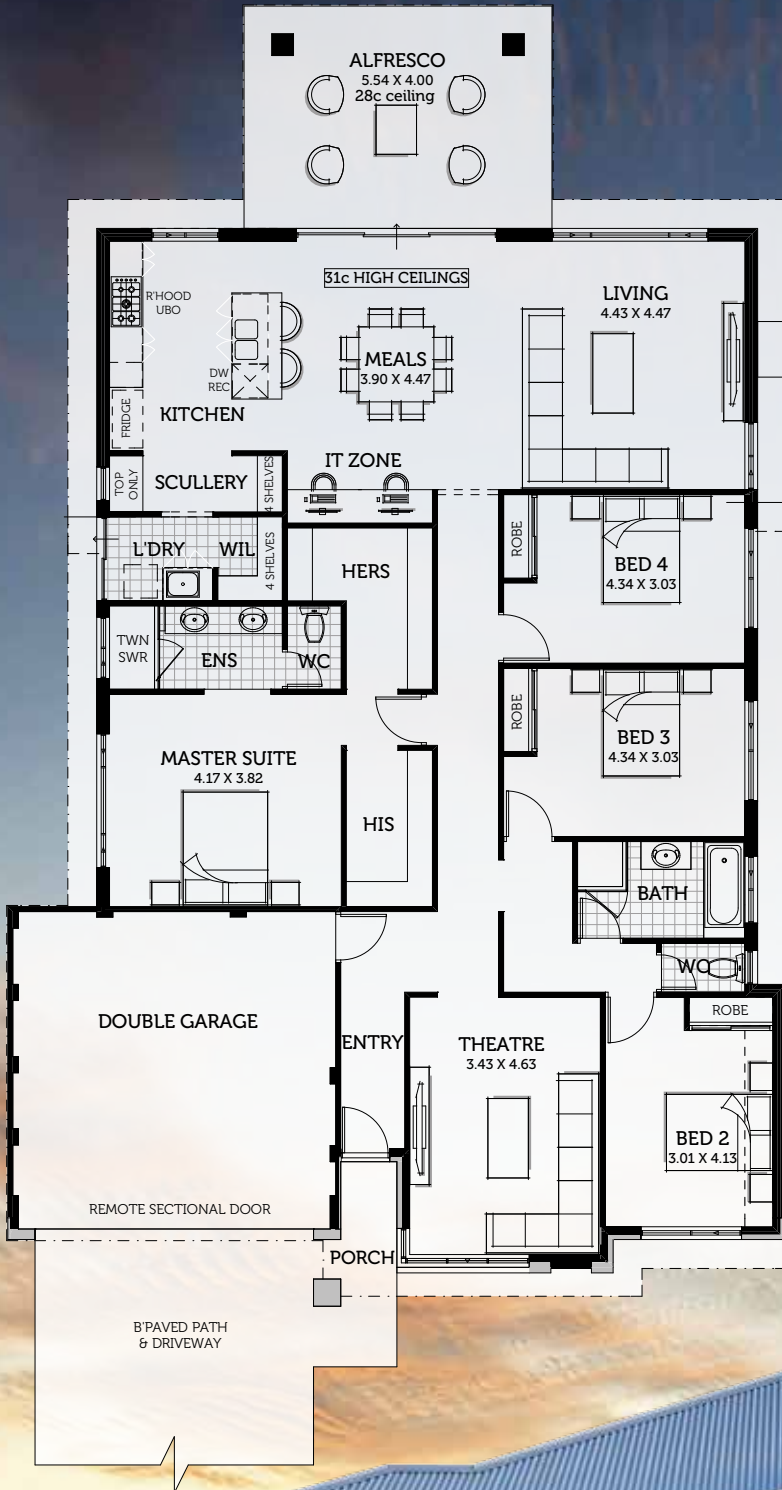 ALFRESCO
5.54 X 4.00
28c ceiling
31c HIGH CEILINGS
R'HOOD
UBO
LIVING
4.43 X 4.47
MEALS
3.90 X 4.47
DW
REC
FRIDGE
KITCHEN
IT ZONE
TOP
ONLY
SCULLERY
4 SHELVES
L'DRY
WIL
4 SHELVES
HERS
ROBE
BED 4
4.34 X 3.03
TWN
SWR
ENS
WC
ROBE
BED 3
4.34 X 3.03
MASTER SUITE
4.17 X 3.82
HIS
BATH
WC
ROBE
DOUBLE GARAGE
ENTRY
THEATRE
3.43 X 4.63
BED 2
3.01 X 4.13
REMOTE SECTIONAL DOOR
PORCH
B'PAVED PATH
& DRIVEWAY